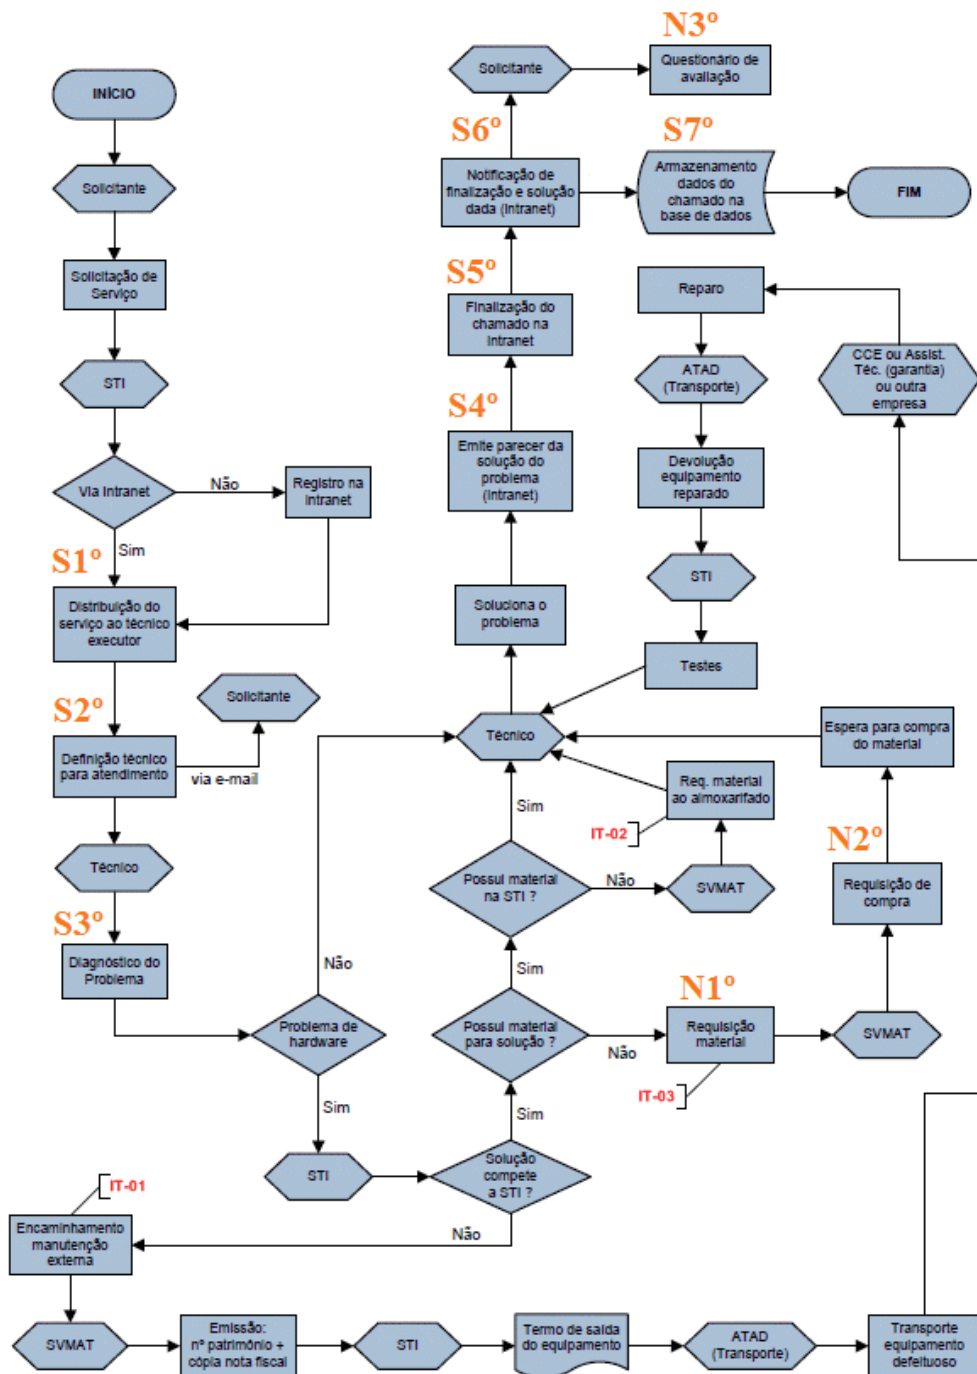 INÍCIO
Solicitante
Solicitação de
Serviço
STI
Via Intranet
Não
Registro na
Intranet
Sim
S1º
Distribuição do
serviço ao técnico
executor
S2º
Definição técnico
para atendimento
via e-mail
Solicitante
Técnico
S3º
Diagnóstico do
Problema
Problema de
hardware
Não
Sim
STI
Solução
compete
a STI ?
Não
Sim
IT-01
Encaminhamento
manutenção
externa
SVMAT
Emissão:
nº patrimônio +
cópia nota fiscal
STI
Termo de saída
do equipamento
ATAD
(Transporte)
Transporte
equipamento
defeituoso
CCE ou Assist.
Téc. (garantia)
ou outra
empresa
Reparo
ATAD
(Transporte)
Devolução
equipamento
reparado
STI
Testes
Possui material
para solução ?
Não
Sim
N1º
Requisição
material
IT-03
SVMAT
N2º
Requisição de
compra
Espera para compra
do material
Possui material
na STI ?
Não
Sim
SVMAT
Req. material
ao almoxarifado
IT-02
Técnico
Soluciona o
problema
S4º
Emite parecer da
solução do
problema
(Intranet)
S5º
Finalização do
chamado na
Intranet
S6º
Notificação de
finalização e solução
dada (Intranet)
Solicitante
N3º
Questionário de
avaliação
S7º
Armazenamento
dados do
chamado na
base de dados
FIM